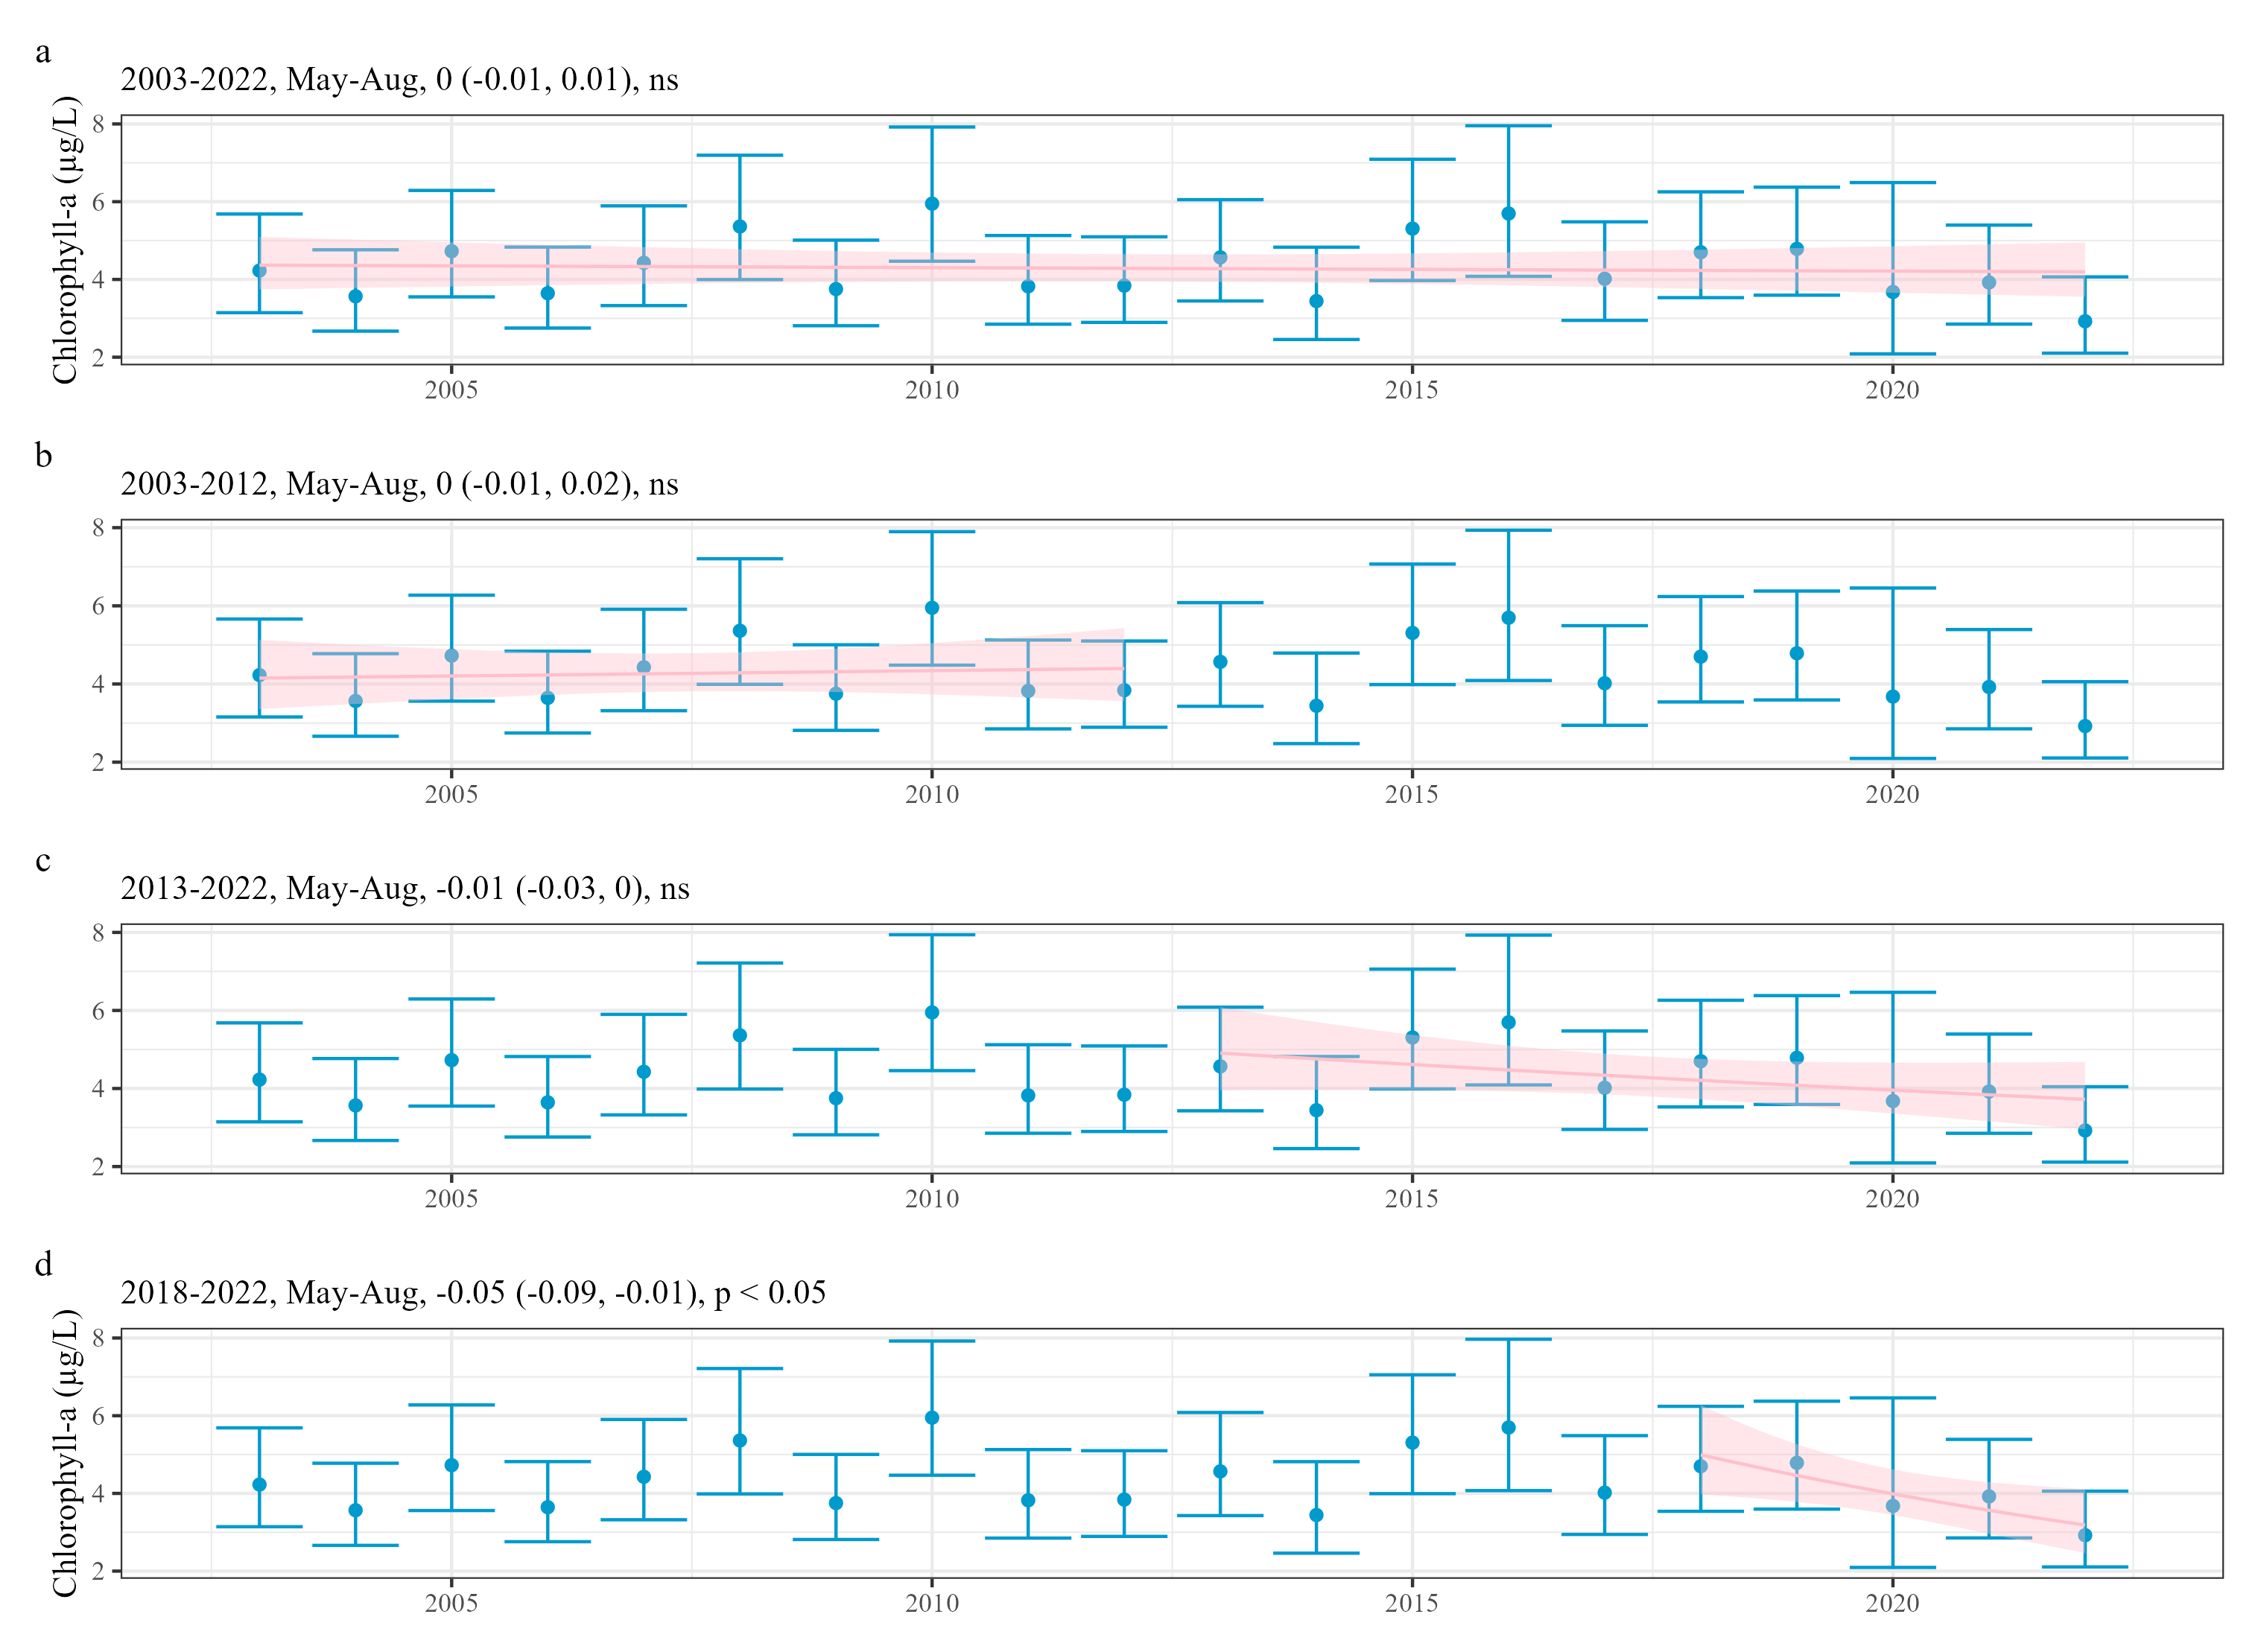 a
2003-2022, May-Aug, 0 (-0.01, 0.01), ns
Chlorophyll-a (µg/L)
8
6
4
2
2005 2010 2015 2020
b
2003-2012, May-Aug, 0 (-0.01, 0.02), ns
8
6
4
2
2005 2010 2015 2020
c
2013-2022, May-Aug, -0.01 (-0.03, 0), ns
8
6
4
2
2005 2010 2015 2020
d
2018-2022, May-Aug, -0.05 (-0.09, -0.01), p < 0.05
Chlorophyll-a (µg/L)
8
6
4
2
2005 2010 2015 2020